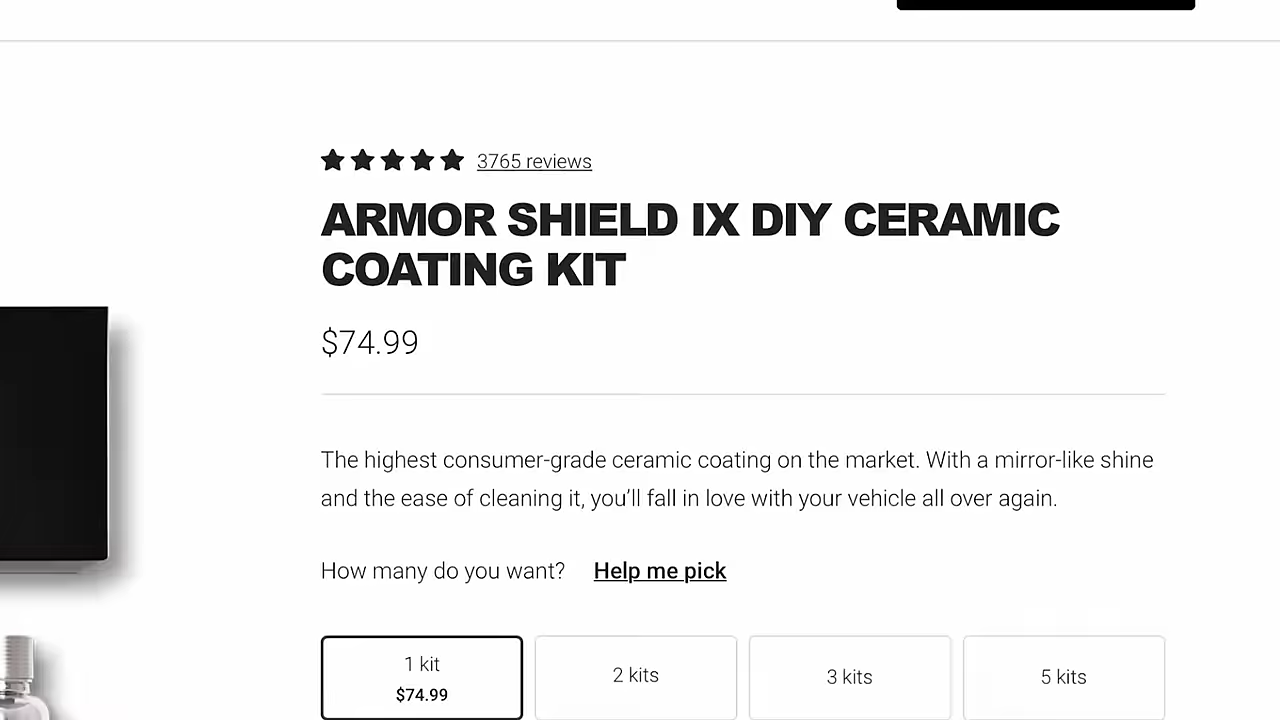 3765 reviews
ARMOR SHIELD IX DIY CERAMIC
COATING KIT
$74.99
The highest consumer-grade ceramic coating on the market. With a mirror-like shine
and the ease of cleaning it, you’ll fall in love with your vehicle all over again.
How many do you want? Help me pick
1 kit
$74.99
2 kits
3 kits
5 kits